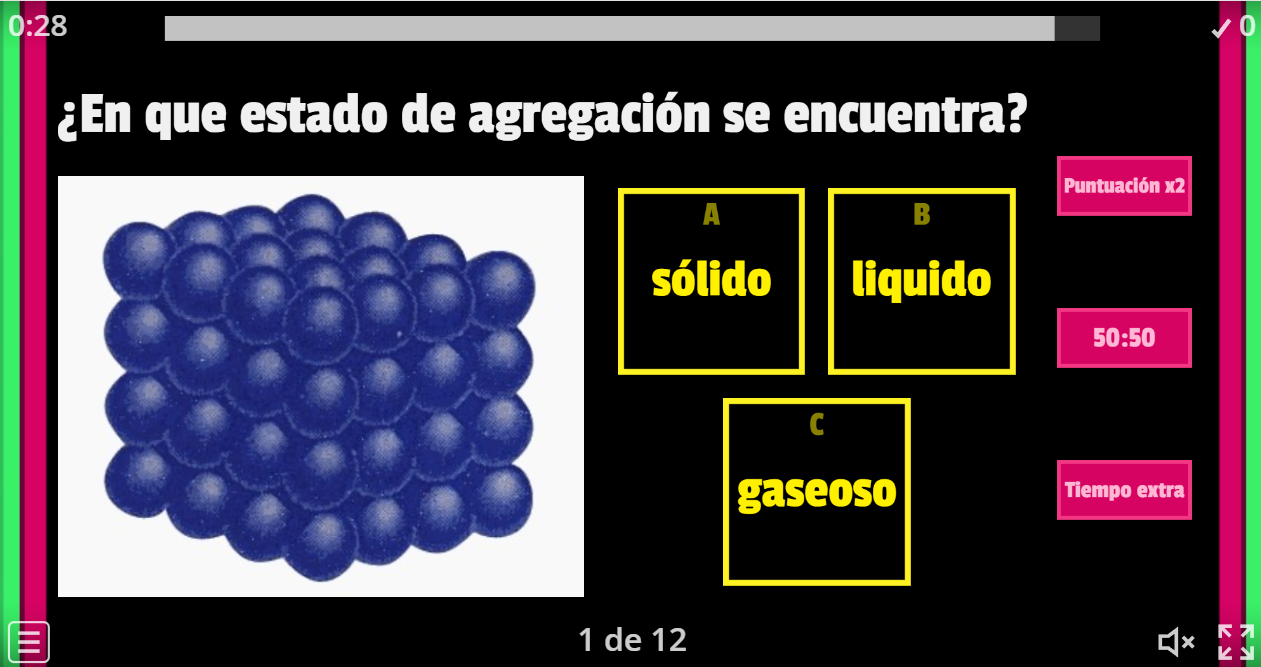 0:28
0
¿En que estado de agregación se encuentra?
A
sólido
B
liquido
C
gaseoso
Puntuación x2
50:50
Tiempo extra
1 de 12